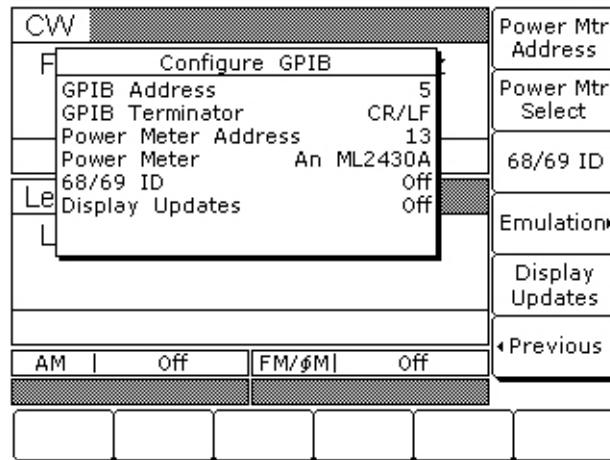 CW
F
Configure GPIB
GPIB Address 5
GPIB Terminator CR/LF
Power Meter Address 13
Power Meter An ML2430A
68/69 ID Off
Display Updates Off
Le
L
AM | Off
FM/ϕM| Off
Power Mtr
Address
Power Mtr
Select
68/69 ID
Emulation▸
Display
Updates
◂Previous